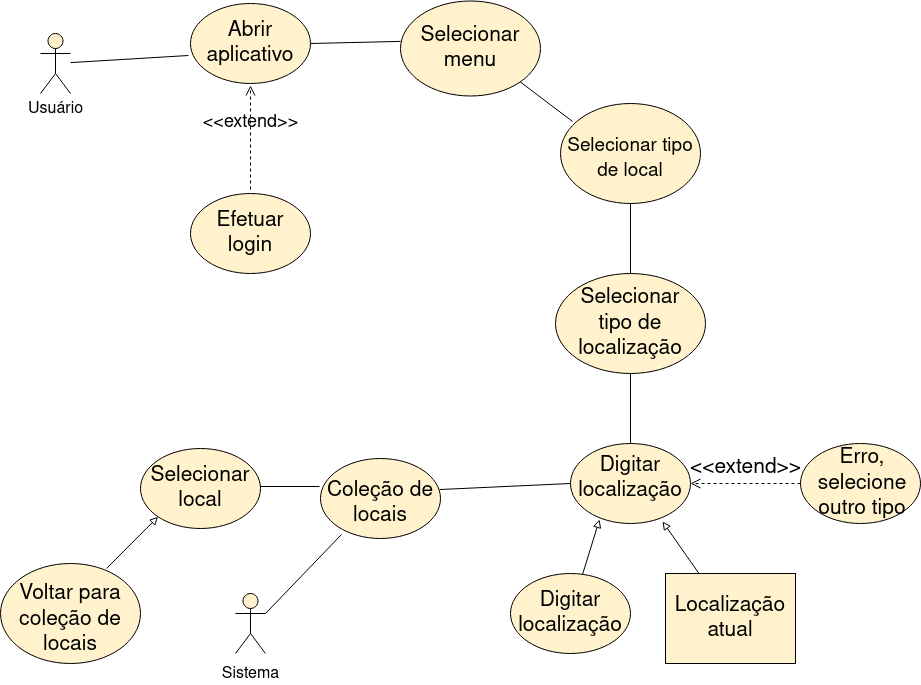 Abrir
aplicativo
Selecionar
menu
Usuário
<<extend>>
Selecionar tipo
de local
Efetuar
login
Selecionar
tipo de
localização
Selecionar
local
Coleção de
locais
Digitar
localização
<<extend>>
Erro,
selecione
outro tipo
Voltar para
coleção de
locais
Sistema
Digitar
localização
Localização
atual